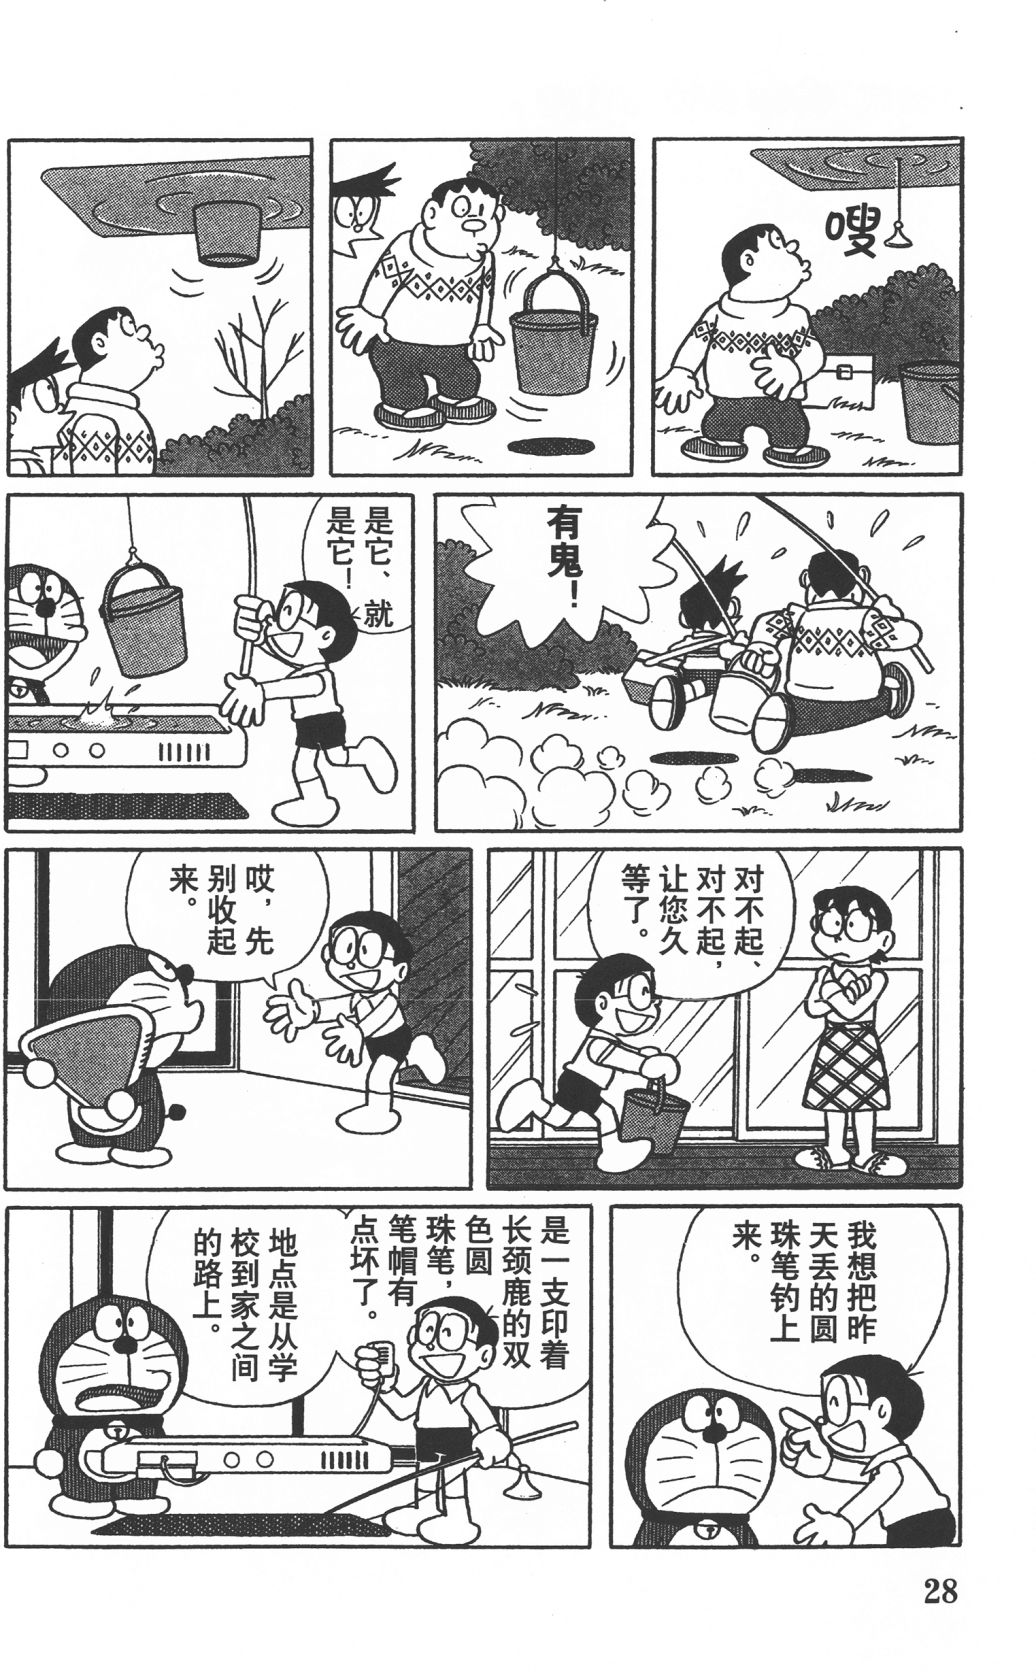 嗖
有
鬼！
是它、就
是它！
对不起、
对不起，
让您久
等了。
哎，先
别收起
来。
我想把昨
天丢的圆
珠笔钓上
来。
是一支印着
长颈鹿的双
色圆
珠笔，
笔帽有
点坏了。
地点是从学
校到家之间
的路上。
28